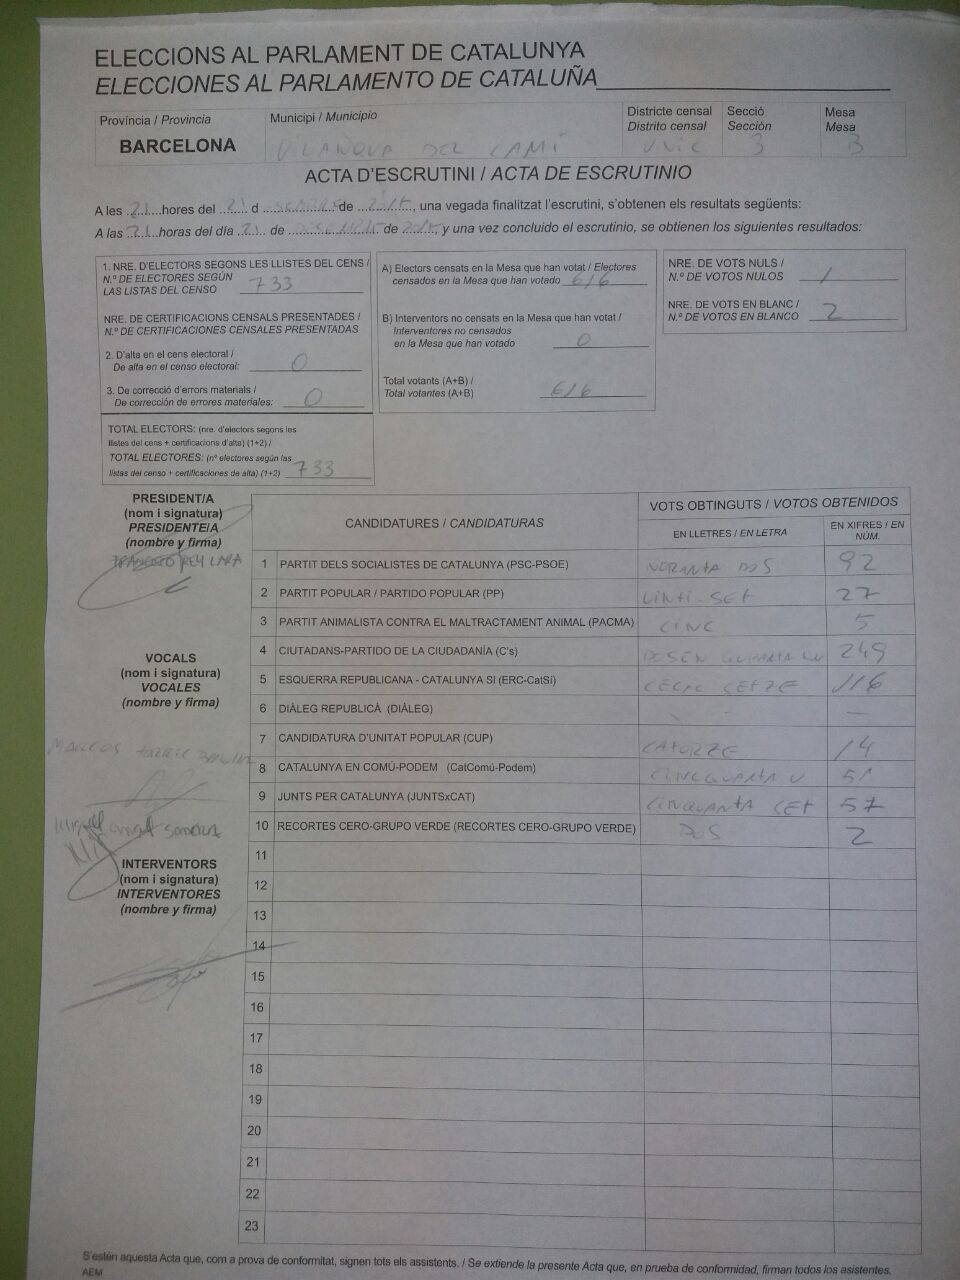 ELECCIONS AL PARLAMENT DE CATALUNYA
ELECCIONES AL PARLAMENTO DE CATALUÑA
Província / Provincia
BARCELONA
Municipi / Municipio
VILANOVA DEL CAMÍ
Districte censal
Distrito censal
UNIC
Secció
Sección
3
Mesa
Mesa
B
ACTA D'ESCRUTINI / ACTA DE ESCRUTINIO
A les 21 hores del 21 d de 2017, una vegada finalitzat l'escrutini, s'obtenen els resultats següents:
A las 21 horas del día 21 de de 2017, y una vez concluido el escrutinio, se obtienen los siguientes resultados:
1. NRE. D'ELECTORS SEGONS LES LLISTES DEL CENS /
N.º DE ELECTORES SEGÚN
LAS LISTAS DEL CENSO 733
NRE. DE CERTIFICACIONS CENSALS PRESENTADES /
N.º DE CERTIFICACIONES CENSALES PRESENTADAS
2. D'alta en el cens electoral /
De alta en el censo electoral: 0
3. De correcció d'errors materials /
De corrección de errores materiales: 0
TOTAL ELECTORS: (nre. d'electors segons les
llistes del cens + certificacions d'alta) (1+2) /
TOTAL ELECTORES: (nº electores según las
listas del censo + certificaciones de alta) (1+2) 733
A) Electors censats en la Mesa que han votat / Electores
censados en la Mesa que han votado 616
B) Interventors no censats en la Mesa que han votat /
Interventores no censados
en la Mesa que han votado 0
Total votants (A+B) /
Total votantes (A+B) 616
NRE. DE VOTS NULS /
N.º DE VOTOS NULOS 1
NRE. DE VOTS EN BLANC /
N.º DE VOTOS EN BLANCO 2
PRESIDENT/A
(nom i signatura)
PRESIDENTE/A
(nombre y firma)
REY LARA
VOCALS
(nom i signatura)
VOCALES
(nombre y firma)
MARCOS
Miguel angel
INTERVENTORS
(nom i signatura)
INTERVENTORES
(nombre y firma)
CANDIDATURES / CANDIDATURAS
VOTS OBTINGUTS / VOTOS OBTENIDOS
EN LLETRES / EN LETRA
EN XIFRES / EN NÚM.
1 PARTIT DELS SOCIALISTES DE CATALUNYA (PSC-PSOE) NORANTA DOS 92
2 PARTIT POPULAR / PARTIDO POPULAR (PP) VINTI-SET 27
3 PARTIT ANIMALISTA CONTRA EL MALTRACTAMENT ANIMAL (PACMA) CINC 5
4 CIUTADANS-PARTIDO DE LA CIUDADANÍA (C's) 249
5 ESQUERRA REPUBLICANA - CATALUNYA SI (ERC-CatSí) SETZE 116
6 DIÀLEG REPUBLICÀ (DIÀLEG) - - —
7 CANDIDATURA D'UNITAT POPULAR (CUP) CATORZE 14
8 CATALUNYA EN COMÚ-PODEM (CatComú-Podem) CINCQUANTA U 51
9 JUNTS PER CATALUNYA (JUNTSxCAT) CINQUANTA CET 57
10 RECORTES CERO-GRUPO VERDE (RECORTES CERO-GRUPO VERDE) DOS 2
11
12
13
14
15
16
17
18
19
20
21
22
23
S'estén aquesta Acta que, com a prova de conformitat, signen tots els assistents. / Se extiende la presente Acta que, en prueba de conformidad, firman todos los asistentes.
AEM